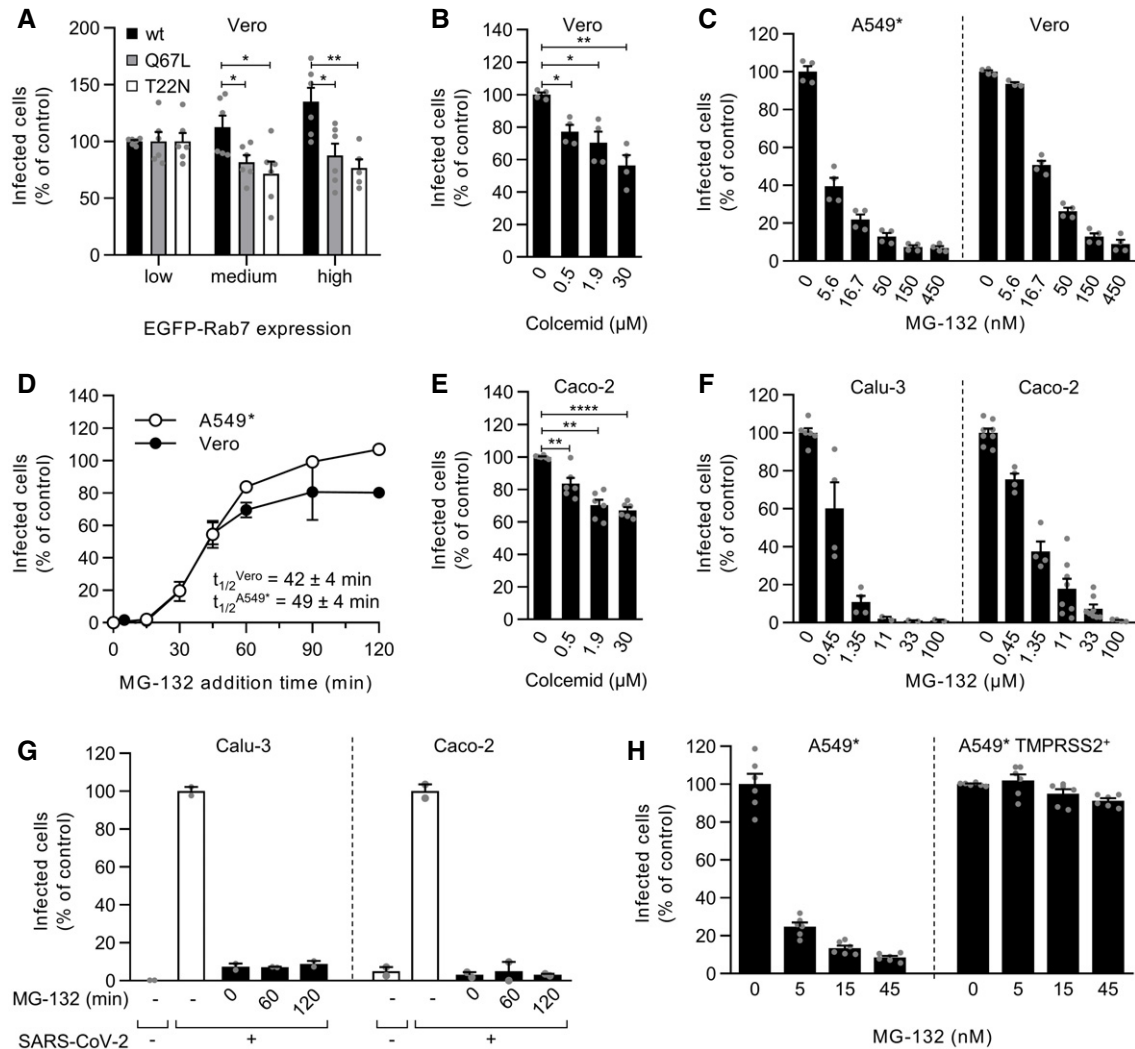 A
Vero
wt
Q67L
T22N
*
*
**
*
Infected cells
(% of control)
200
150
100
50
0
low medium high
EGFP-Rab7 expression
B
Vero
**
*
*
Infected cells
(% of control)
140
120
100
80
60
40
20
0
0 0.5 1.9 30
Colcemid (µM)
C
A549* Vero
Infected cells
(% of control)
120
100
80
60
40
20
0
0 5.6 16.7 50 150 450 0 5.6 16.7 50 150 450
MG-132 (nM)
D
A549*
Vero
Infected cells
(% of control)
140
120
100
80
60
40
20
0
t1/2Vero = 42 ± 4 min
t1/2A549* = 49 ± 4 min
0 30 60 90 120
MG-132 addition time (min)
E
Caco-2
****
**
**
Infected cells
(% of control)
140
120
100
80
60
40
20
0
0 0.5 1.9 30
Colcemid (µM)
F
Calu-3 Caco-2
Infected cells
(% of control)
120
100
80
60
40
20
0
0 0.45 1.35 11 33 100 0 0.45 1.35 11 33 100
MG-132 (µM)
G
Calu-3 Caco-2
Infected cells
(% of control)
120
100
80
60
40
20
0
MG-132 (min) - - 0 60 120 - - 0 60 120
SARS-CoV-2 - + - +
H
A549* A549* TMPRSS2+
Infected cells
(% of control)
120
100
80
60
40
20
0
0 5 15 45 0 5 15 45
MG-132 (nM)